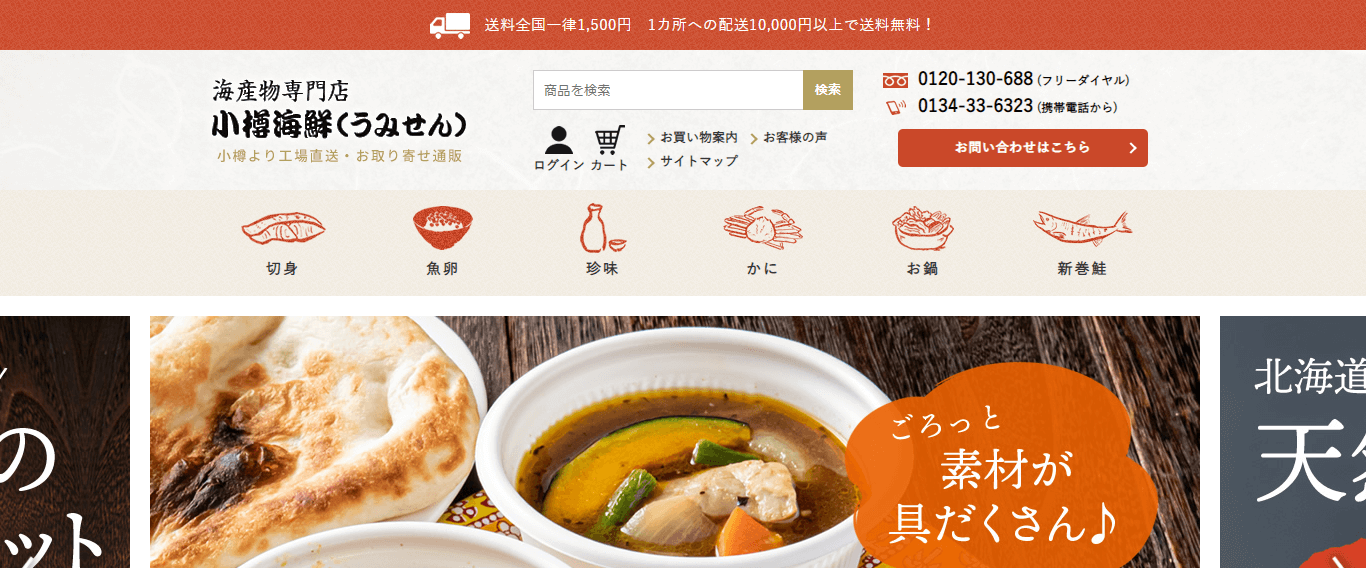 送料全国一律1,500円　1カ所への配送10,000円以上で送料無料！
海産物専門店
小樽海鮮(うみせん)
小樽より工場直送・お取り寄せ通販
商品を検索
検索
ログイン
カート
お買い物案内
お客様の声
サイトマップ
0120-130-688 (フリーダイヤル)
0134-33-6323 (携帯電話から)
お問い合わせはこちら
切身
魚卵
珍味
かに
お鍋
新巻鮭
の
ット
ごろっと
素材が
具だくさん♪
北海道
天